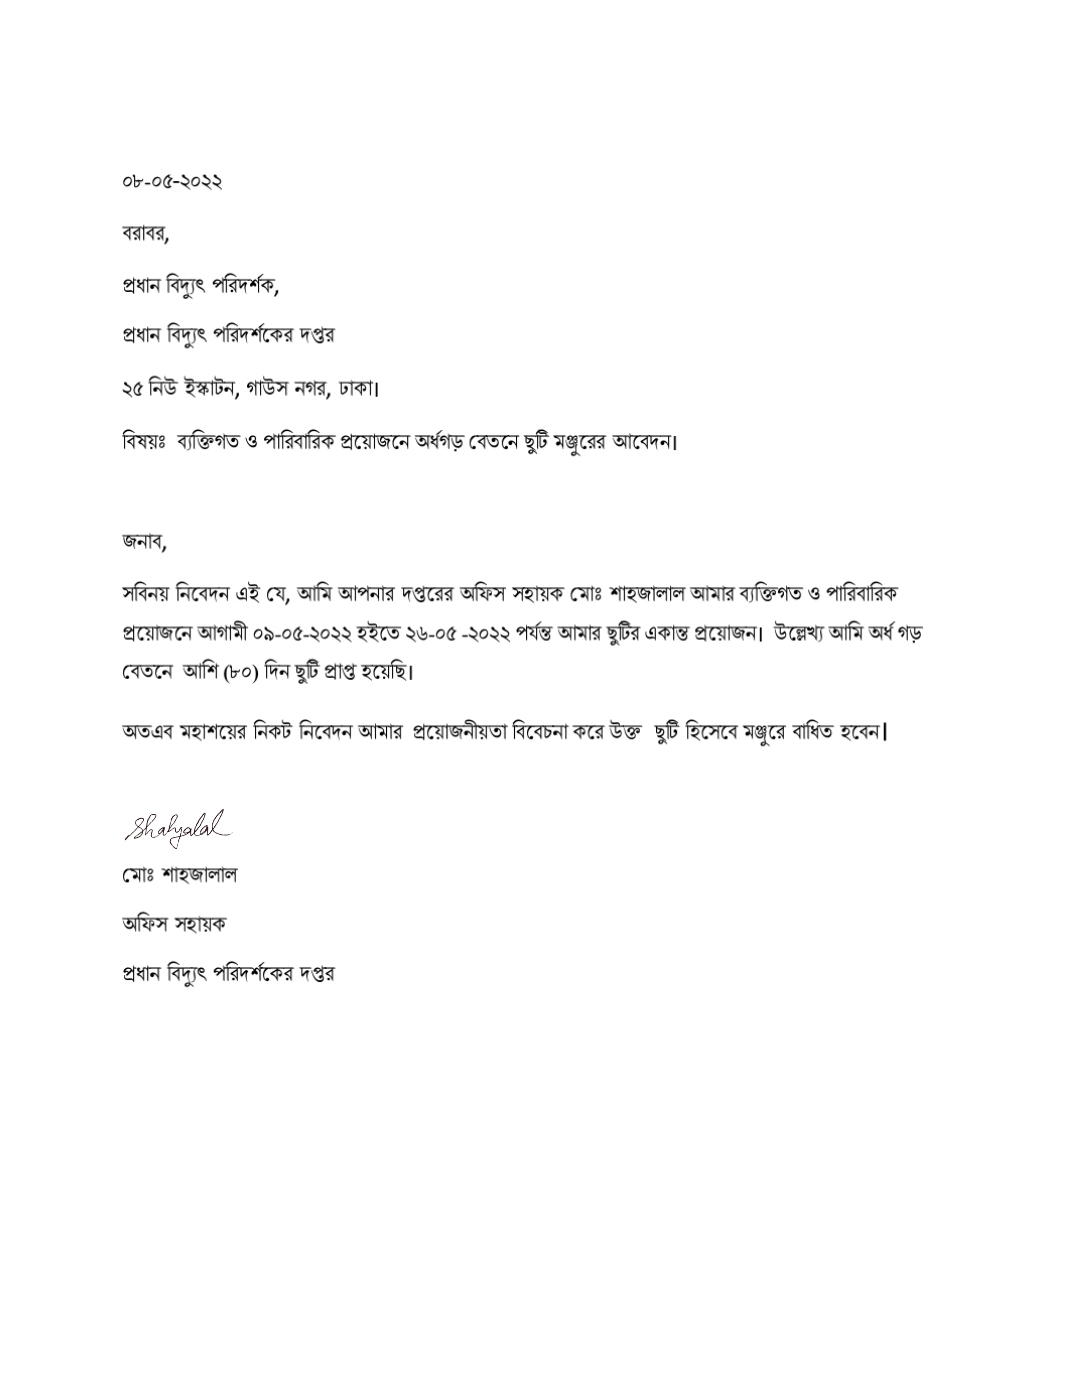 ০৮-০৫-২০২২
বরাবর,
প্রধান বিদ্যুৎ পরিদর্শক,
প্রধান বিদ্যুৎ পরিদর্শকের দপ্তর
২৫ নিউ ইস্কাটন, গাউস নগর, ঢাকা।
বিষয়ঃ ব্যক্তিগত ও পারিবারিক প্রয়োজনে অর্ধগড় বেতনে ছুটি মঞ্জুরের আবেদন।
জনাব,
সবিনয় নিবেদন এই যে, আমি আপনার দপ্তরের অফিস সহায়ক মোঃ শাহজালাল আমার ব্যক্তিগত ও পারিবারিক
প্রয়োজনে আগামী ০৯-০৫-২০২২ হইতে ২৬-০৫ -২০২২ পর্যন্ত আমার ছুটির একান্ত প্রয়োজন। উল্লেখ্য আমি অর্ধ গড়
বেতনে আশি (৮০) দিন ছুটি প্রাপ্ত হয়েছি।
অতএব মহাশয়ের নিকট নিবেদন আমার প্রয়োজনীয়তা বিবেচনা করে উক্ত ছুটি হিসেবে মঞ্জুরে বাধিত হবেন|
Shahjalal
মোঃ শাহজালাল
অফিস সহায়ক
প্রধান বিদ্যুৎ পরিদর্শকের দপ্তর